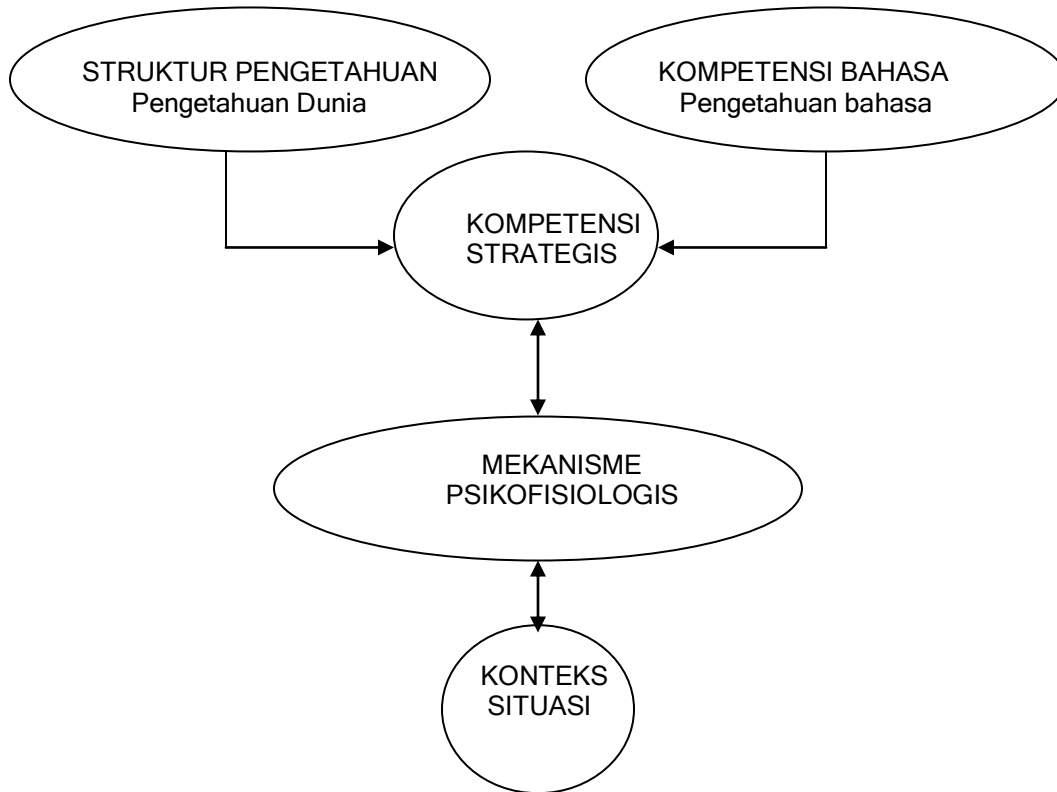 STRUKTUR PENGETAHUAN
Pengetahuan Dunia
KOMPETENSI BAHASA
Pengetahuan bahasa
KOMPETENSI
STRATEGIS
MEKANISME
PSIKOFISIOLOGIS
KONTEKS
SITUASI